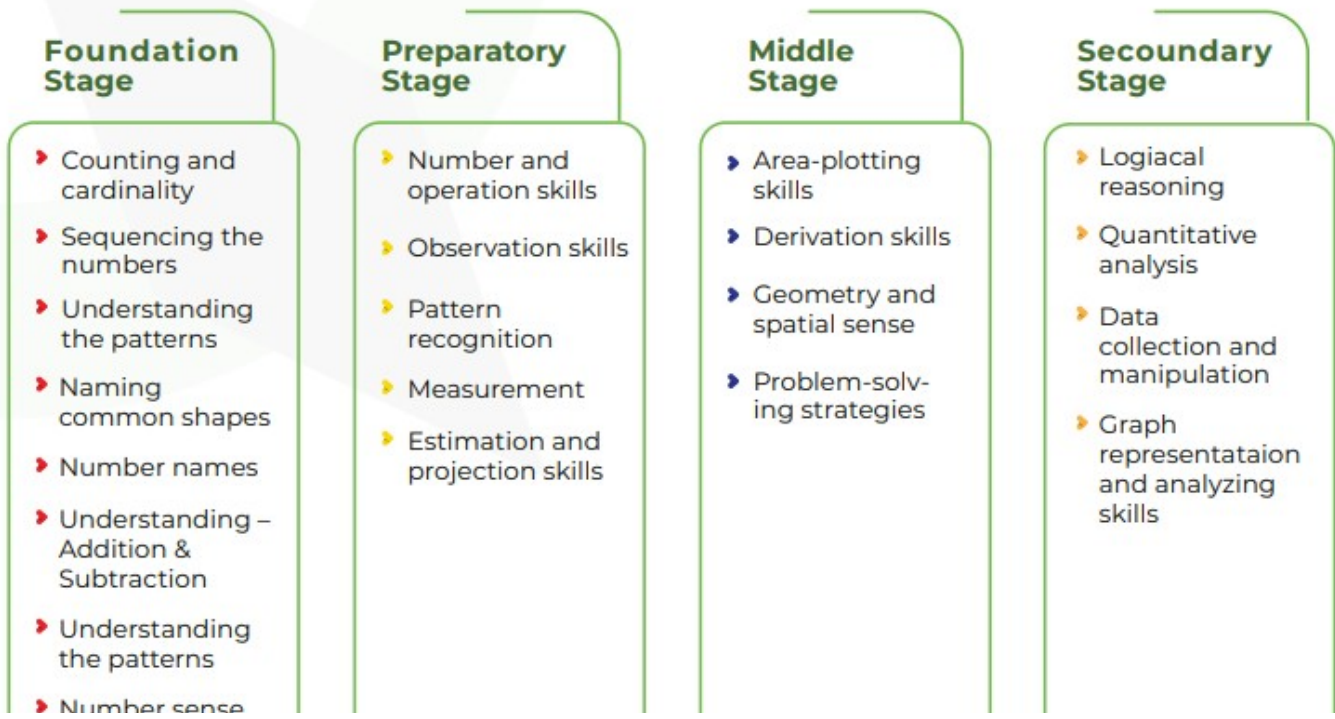 Foundation
Stage
Counting and
cardinality
Sequencing the
numbers
Understanding
the patterns
Naming
common shapes
Number names
Understanding –
Addition &
Subtraction
Understanding
the patterns
Number sense
Preparatory
Stage
Number and
operation skills
Observation skills
Pattern
recognition
Measurement
Estimation and
projection skills
Middle
Stage
Area-plotting
skills
Derivation skills
Geometry and
spatial sense
Problem-solv-
ing strategies
Secoundary
Stage
Logiacal
reasoning
Quantitative
analysis
Data
collection and
manipulation
Graph
representataion
and analyzing
skills